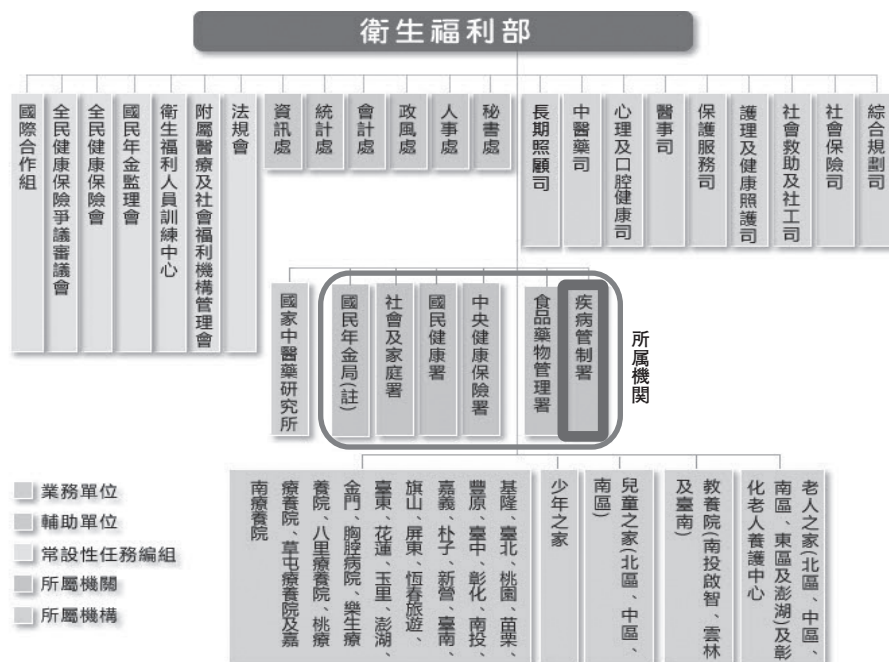 衛生福利部
國際合作組
全民健康保險爭議審議會
全民健康保險會
國民年金監理會
衛生福利人員訓練中心
附屬醫療及社會福利機構管理會
法規會
資訊處
統計處
會計處
政風處
人事處
秘書處
長期照顧司
中醫藥司
心理及口腔健康司
醫事司
保護服務司
護理及健康照護司
社會救助及社工司
社會保險司
綜合規劃司
國家中醫藥研究所
國民年金局(註)
社會及家庭署
國民健康署
中央健康保險署
食品藥物管理署
疾病管制署
所属機関
基隆、臺北、桃園、苗栗、
豐原、臺中、彰化、南投、
嘉義、朴子、新營、臺南、
旗山、屏東、恆春旅遊、
臺東、花蓮、玉里、澎湖、
金門、胸腔病院、樂生療
養院、八里療養院、桃療
療養院、草屯療養院及嘉
南療養院
少年之家
兒童之家(北區、中區、
南區)
教養院(南投啟智、雲林
及臺南)
老人之家(北區、中區、
南區、東區及澎湖)及彰
化老人養護中心
業務單位
輔助單位
常設性任務編組
所屬機關
所屬機構